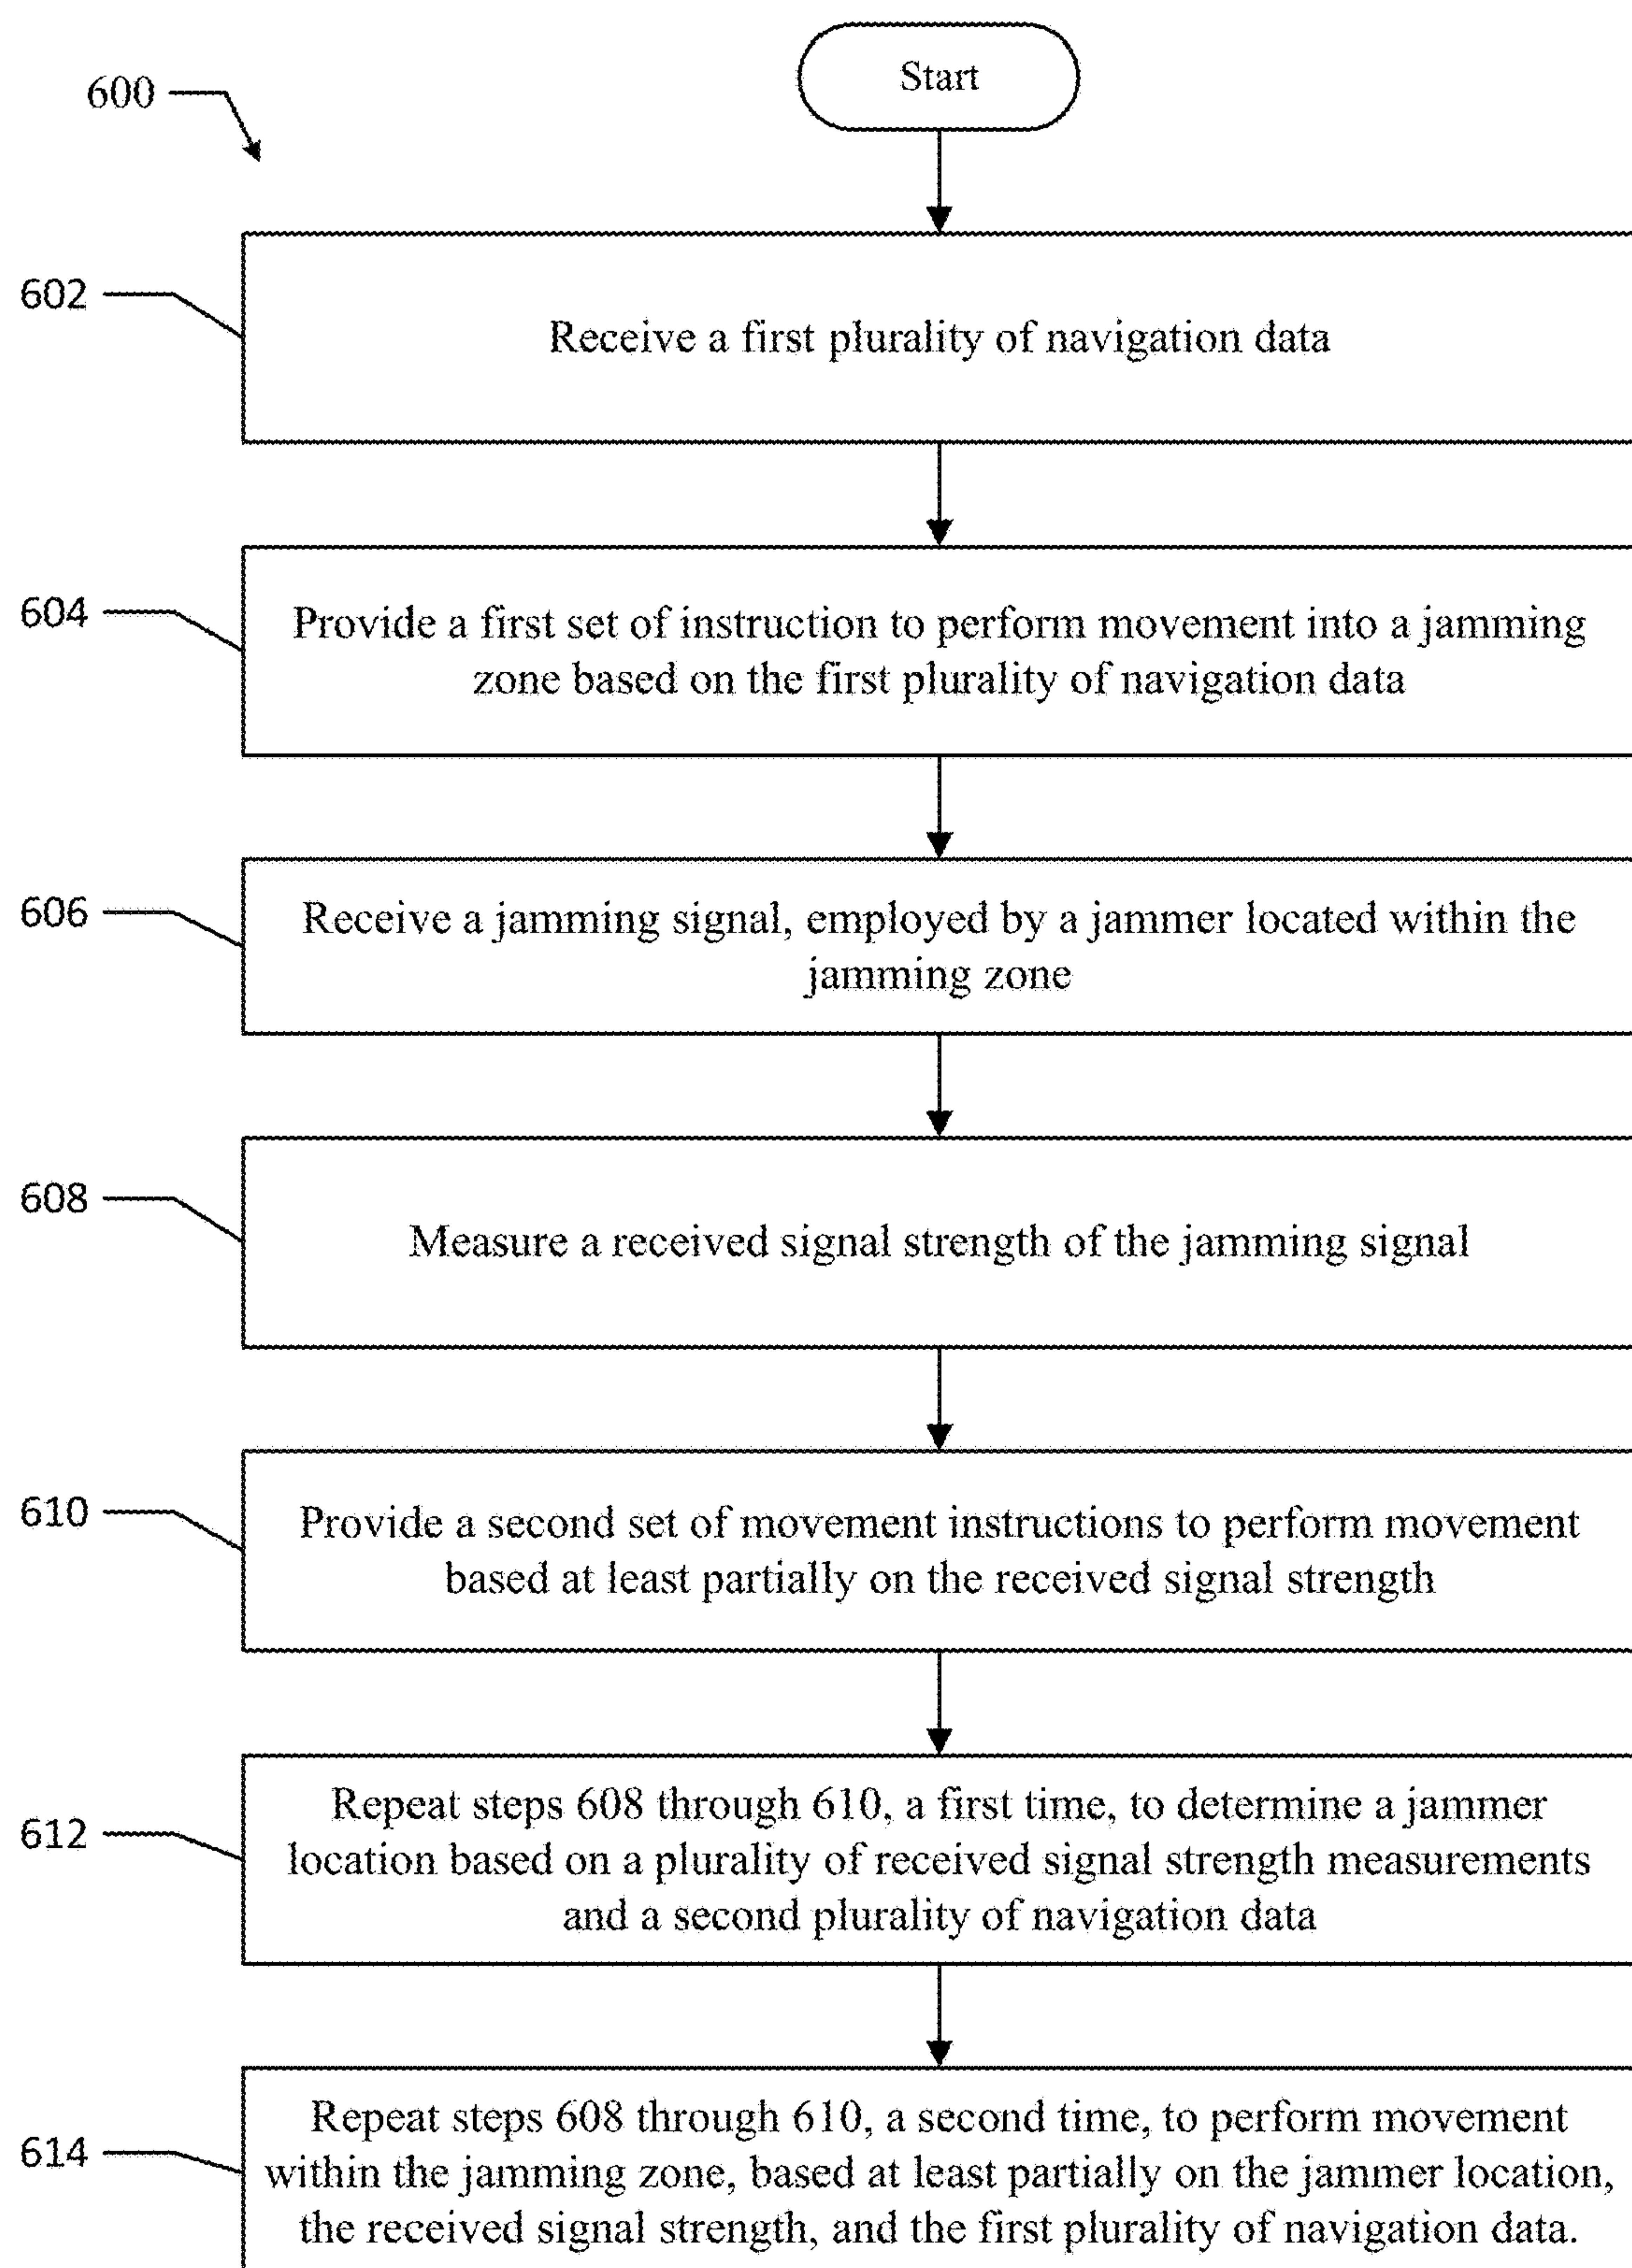 Start
600
602
Receive a first plurality of navigation data
604
Provide a first set of instruction to perform movement into a jamming
zone based on the first plurality of navigation data
606
Receive a jamming signal, employed by a jammer located within the
jamming zone
608
Measure a received signal strength of the jamming signal
610
Provide a second set of movement instructions to perform movement
based at least partially on the received signal strength
612
Repeat steps 608 through 610, a first time, to determine a jammer
location based on a plurality of received signal strength measurements
and a second plurality of navigation data
614
Repeat steps 608 through 610, a second time, to perform movement
within the jamming zone, based at least partially on the jammer location,
the received signal strength, and the first plurality of navigation data.